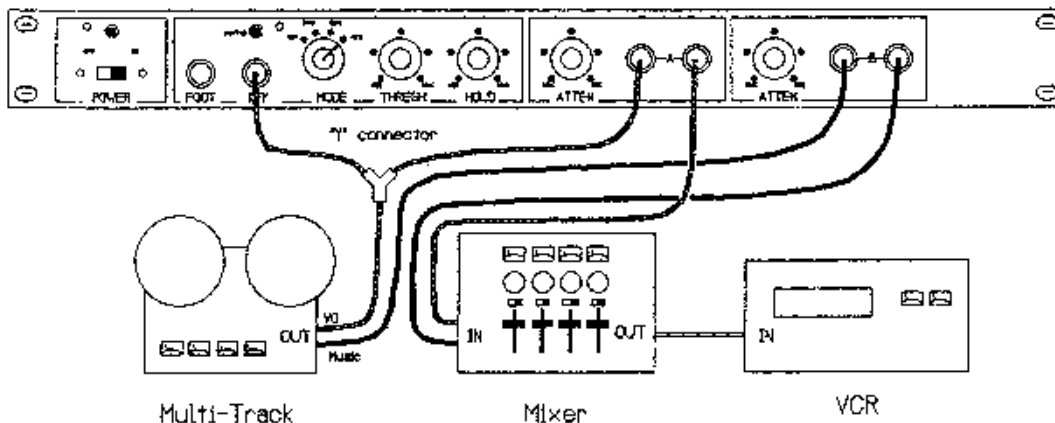 POWER
FOOT
KEY
MODE
THRESH
HOLD
ATTEN
A
ATTEN
B
"Y" connector
VO
OUT
Music
IN
OUT
IN
Multi-Track
Mixer
VCR